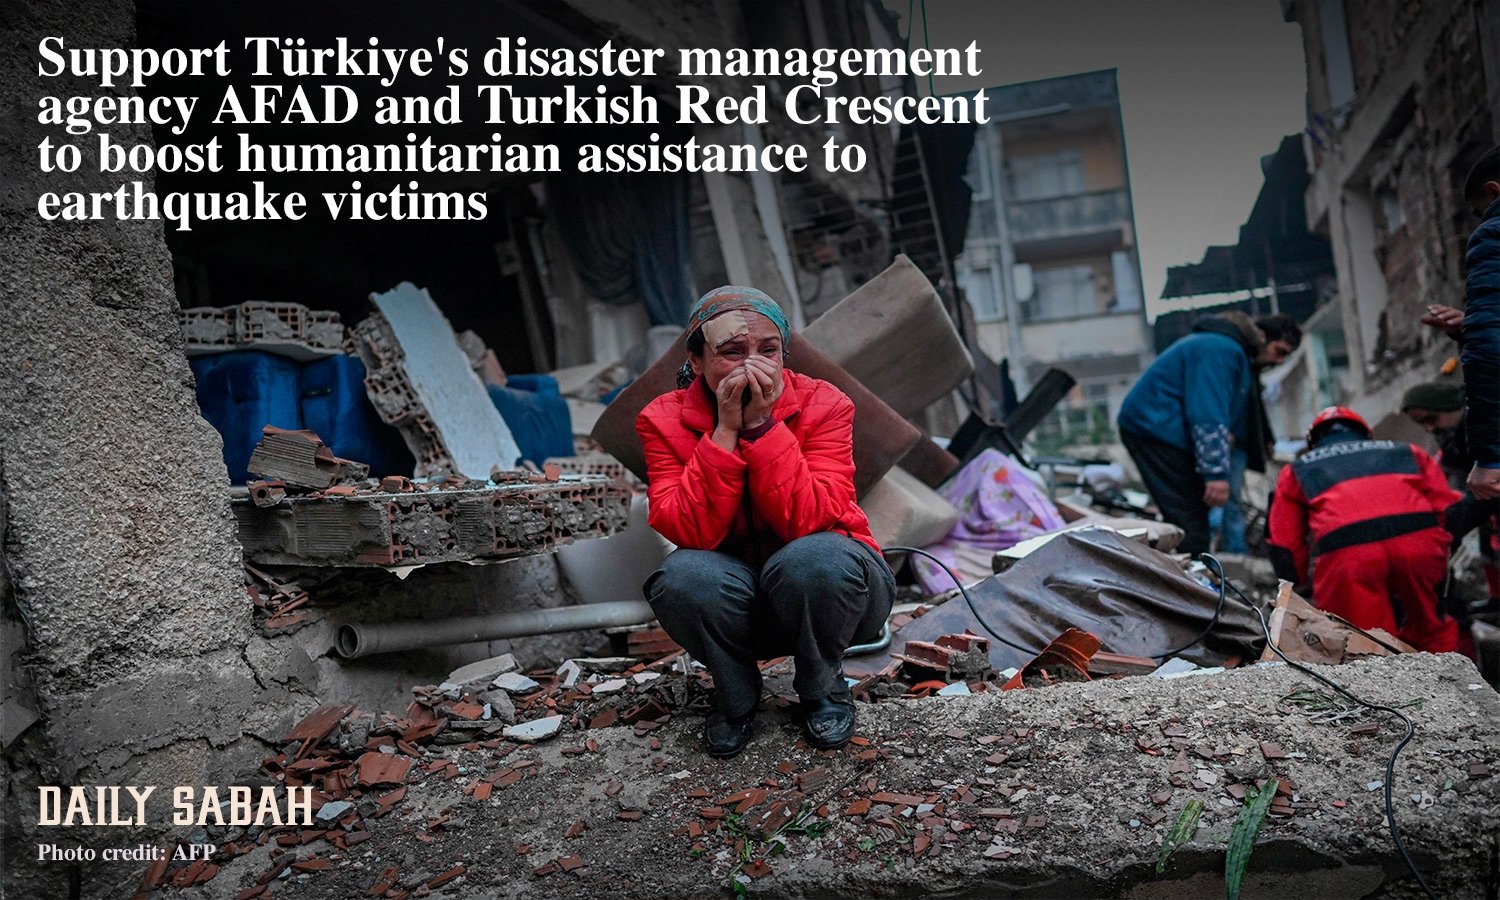 Support Türkiye's disaster management
agency AFAD and Turkish Red Crescent
to boost humanitarian assistance to
earthquake victims
DAILY SABAH
Photo credit: AFP